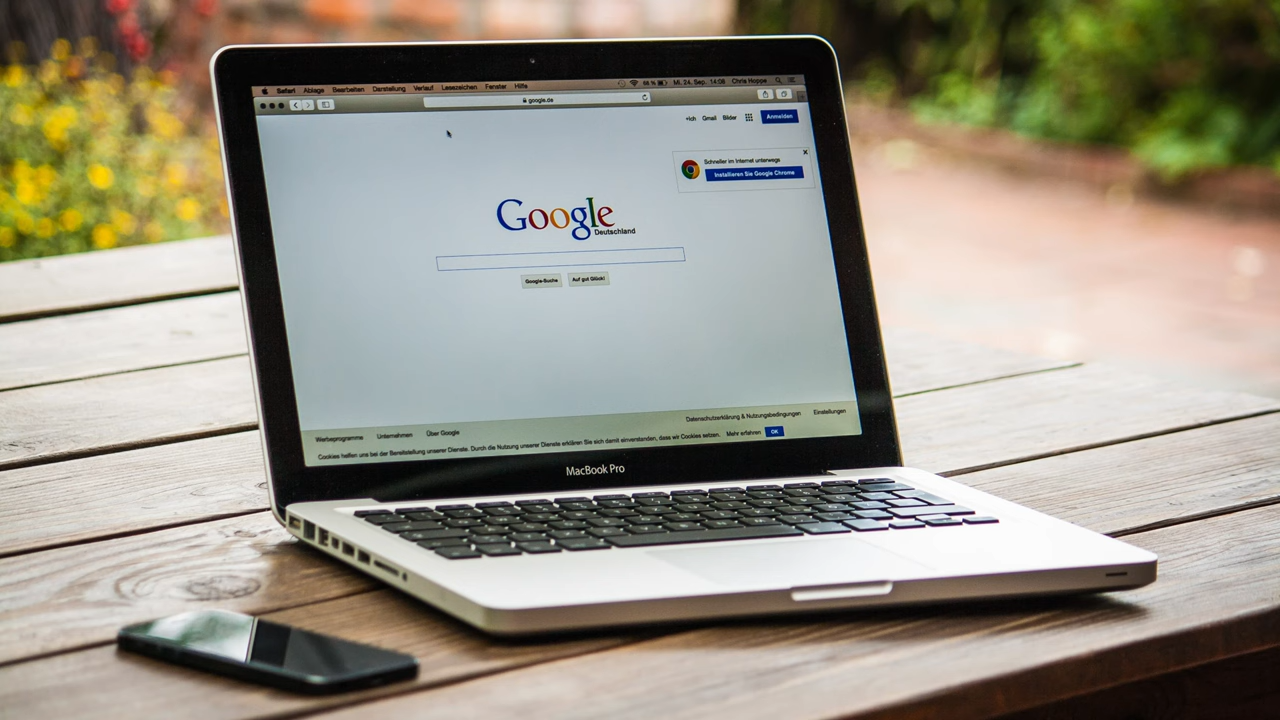 Safari Ablage Bearbeiten Darstellung Verlauf Lesezeichen Fenster Hilfe 68 % Mi. 24. Sep. 14:08 Chris Hoppe
google.de
+Ich Gmail Bilder Anmelden
Schneller im Internet unterwegs
Installieren Sie Google Chrome
Google
Deutschland
Google-Suche Auf gut Glück!
Werbeprogramme Unternehmen Über Google Datenschutzerklärung & Nutzungsbedingungen Einstellungen
Cookies helfen uns bei der Bereitstellung unserer Dienste. Durch die Nutzung unserer Dienste erklären Sie sich damit einverstanden, dass wir Cookies setzen. Mehr erfahren OK
MacBook Pro